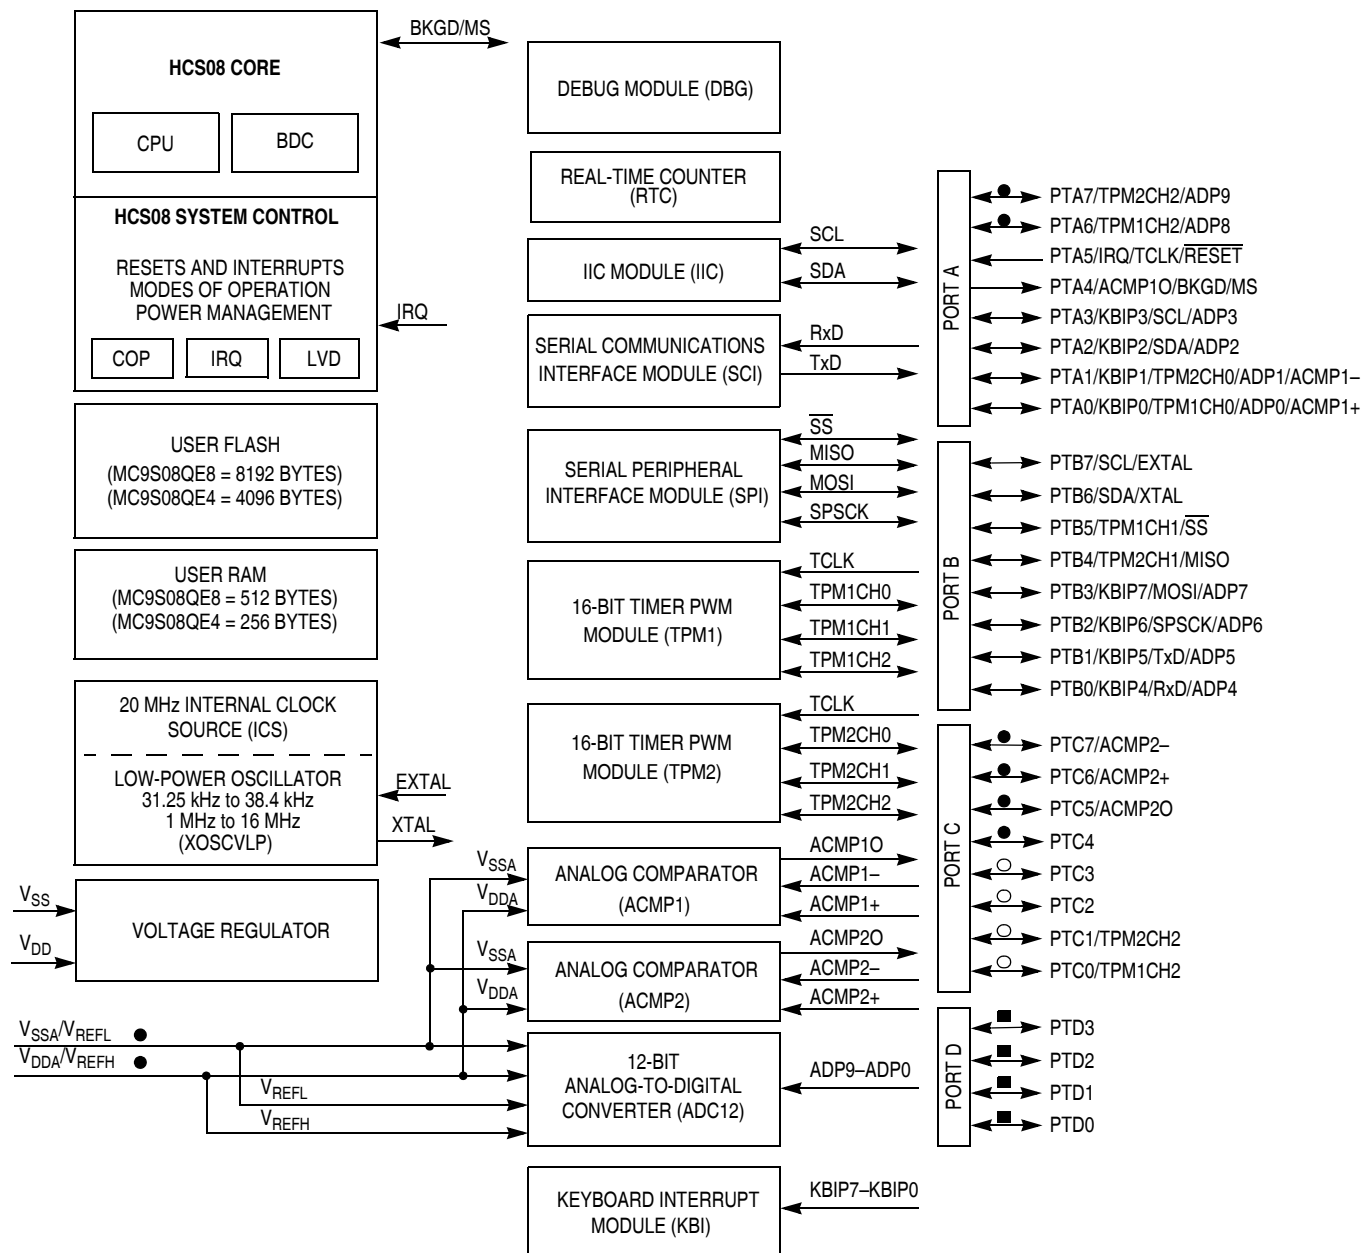 HCS08 CORE
CPU
BDC
BKGD/MS
HCS08 SYSTEM CONTROL
RESETS AND INTERRUPTS
MODES OF OPERATION
POWER MANAGEMENT
COP
IRQ
LVD
IRQ
USER FLASH
(MC9S08QE8 = 8192 BYTES)
(MC9S08QE4 = 4096 BYTES)
USER RAM
(MC9S08QE8 = 512 BYTES)
(MC9S08QE4 = 256 BYTES)
20 MHz INTERNAL CLOCK
SOURCE (ICS)
LOW-POWER OSCILLATOR
31.25 kHz to 38.4 kHz
1 MHz to 16 MHz
(XOSCVLP)
EXTAL
XTAL
VSS
VDD
VOLTAGE REGULATOR
VSSA/VREFL
VDDA/VREFH
VREFL
VREFH
DEBUG MODULE (DBG)
REAL-TIME COUNTER
(RTC)
IIC MODULE (IIC)
SCL
SDA
SERIAL COMMUNICATIONS
INTERFACE MODULE (SCI)
RxD
TxD
SERIAL PERIPHERAL
INTERFACE MODULE (SPI)
SS
MISO
MOSI
SPSCK
16-BIT TIMER PWM
MODULE (TPM1)
TCLK
TPM1CH0
TPM1CH1
TPM1CH2
16-BIT TIMER PWM
MODULE (TPM2)
TCLK
TPM2CH0
TPM2CH1
TPM2CH2
VSSA
VDDA
ANALOG COMPARATOR
(ACMP1)
ACMP1O
ACMP1–
ACMP1+
VSSA
VDDA
ANALOG COMPARATOR
(ACMP2)
ACMP2O
ACMP2–
ACMP2+
12-BIT
ANALOG-TO-DIGITAL
CONVERTER (ADC12)
ADP9–ADP0
KEYBOARD INTERRUPT
MODULE (KBI)
KBIP7–KBIP0
PORT A
PTA7/TPM2CH2/ADP9
PTA6/TPM1CH2/ADP8
PTA5/IRQ/TCLK/RESET
PTA4/ACMP1O/BKGD/MS
PTA3/KBIP3/SCL/ADP3
PTA2/KBIP2/SDA/ADP2
PTA1/KBIP1/TPM2CH0/ADP1/ACMP1–
PTA0/KBIP0/TPM1CH0/ADP0/ACMP1+
PORT B
PTB7/SCL/EXTAL
PTB6/SDA/XTAL
PTB5/TPM1CH1/SS
PTB4/TPM2CH1/MISO
PTB3/KBIP7/MOSI/ADP7
PTB2/KBIP6/SPSCK/ADP6
PTB1/KBIP5/TxD/ADP5
PTB0/KBIP4/RxD/ADP4
PORT C
PTC7/ACMP2–
PTC6/ACMP2+
PTC5/ACMP2O
PTC4
PTC3
PTC2
PTC1/TPM2CH2
PTC0/TPM1CH2
PORT D
PTD3
PTD2
PTD1
PTD0